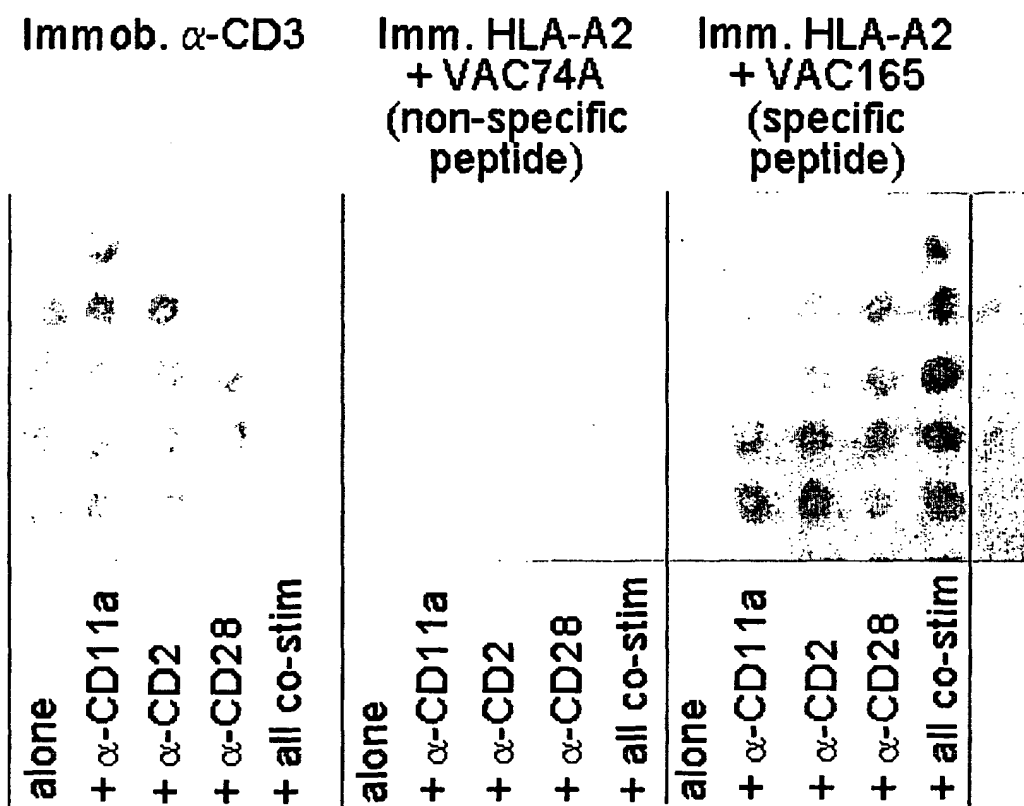 Immob. α-CD3
Imm. HLA-A2
+ VAC74A
(non-specific
peptide)
Imm. HLA-A2
+ VAC165
(specific
peptide)
alone
+ α-CD11a
+ α-CD2
+ α-CD28
+ all co-stim
alone
+ α-CD11a
+ α-CD2
+ α-CD28
+ all co-stim
alone
+ α-CD11a
+ α-CD2
+ α-CD28
+ all co-stim